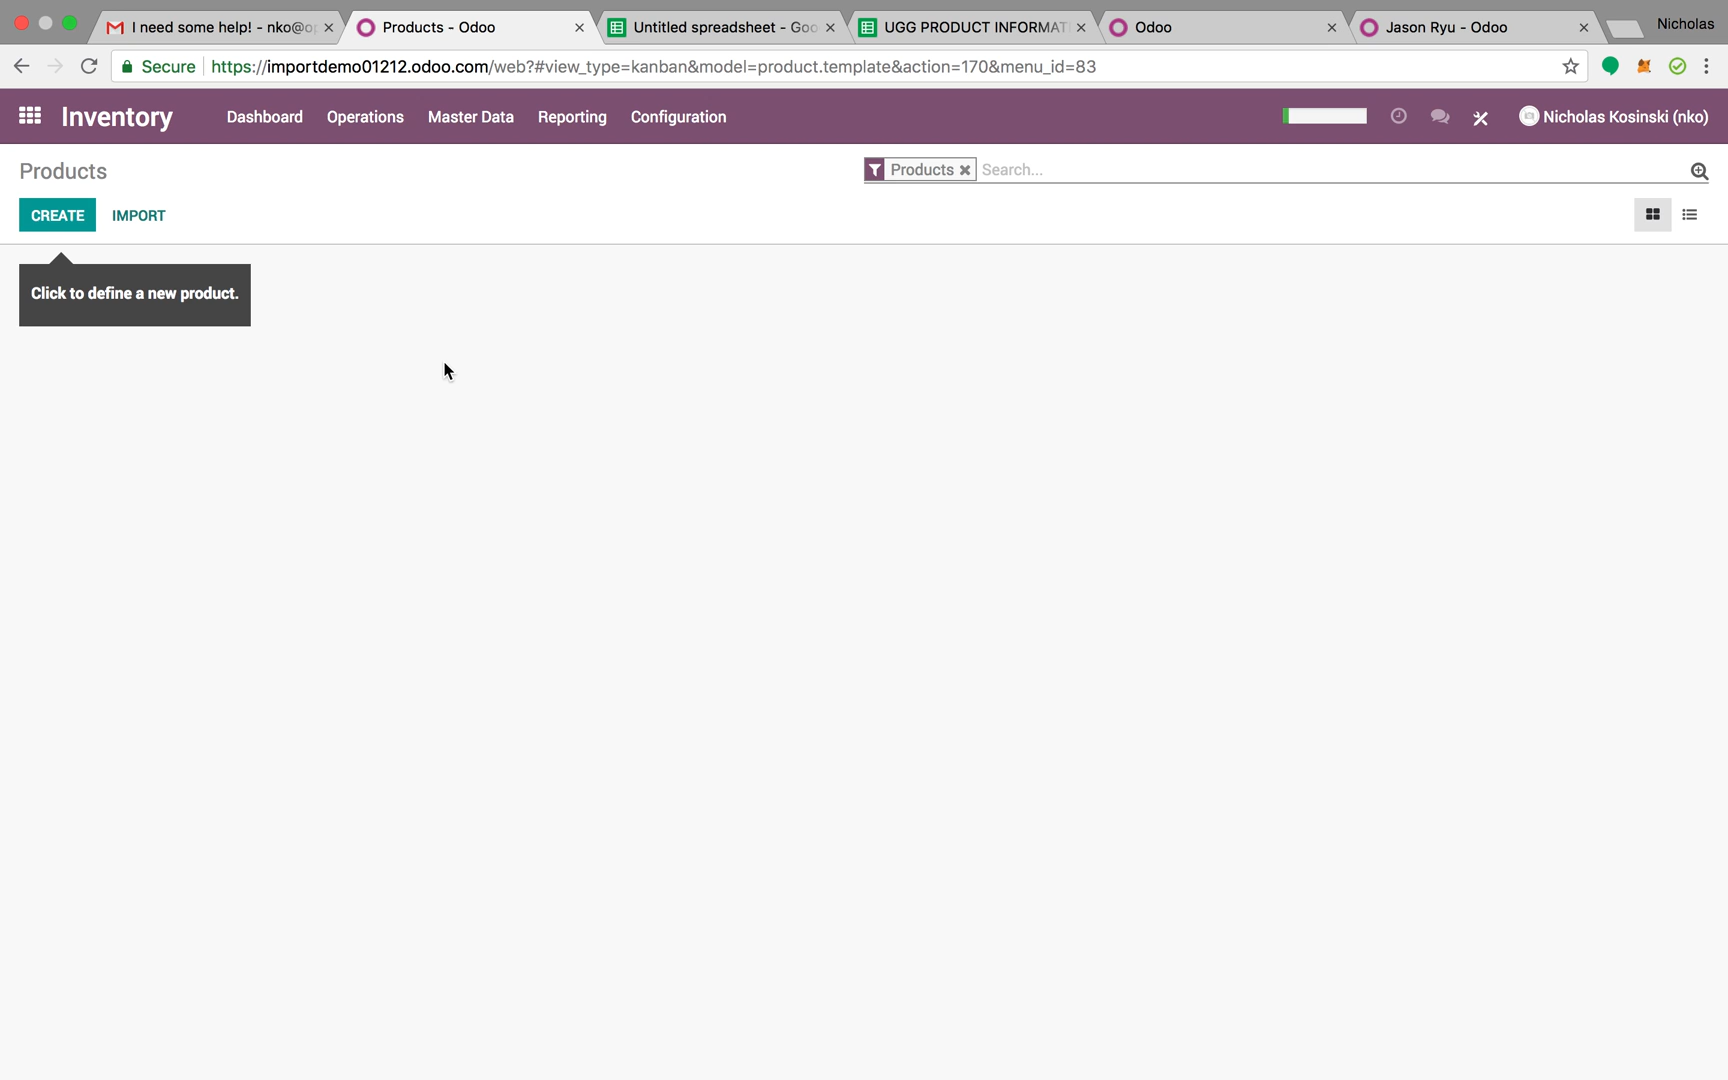 I need some help! - nko@o
Products - Odoo
Untitled spreadsheet - Goo
UGG PRODUCT INFORMAT
Odoo
Jason Ryu - Odoo
Nicholas
Secure
https://importdemo01212.odoo.com/web?#view_type=kanban&model=product.template&action=170&menu_id=83
Inventory
Dashboard
Operations
Master Data
Reporting
Configuration
Nicholas Kosinski (nko)
Products
Products
Search...
CREATE
IMPORT
Click to define a new product.